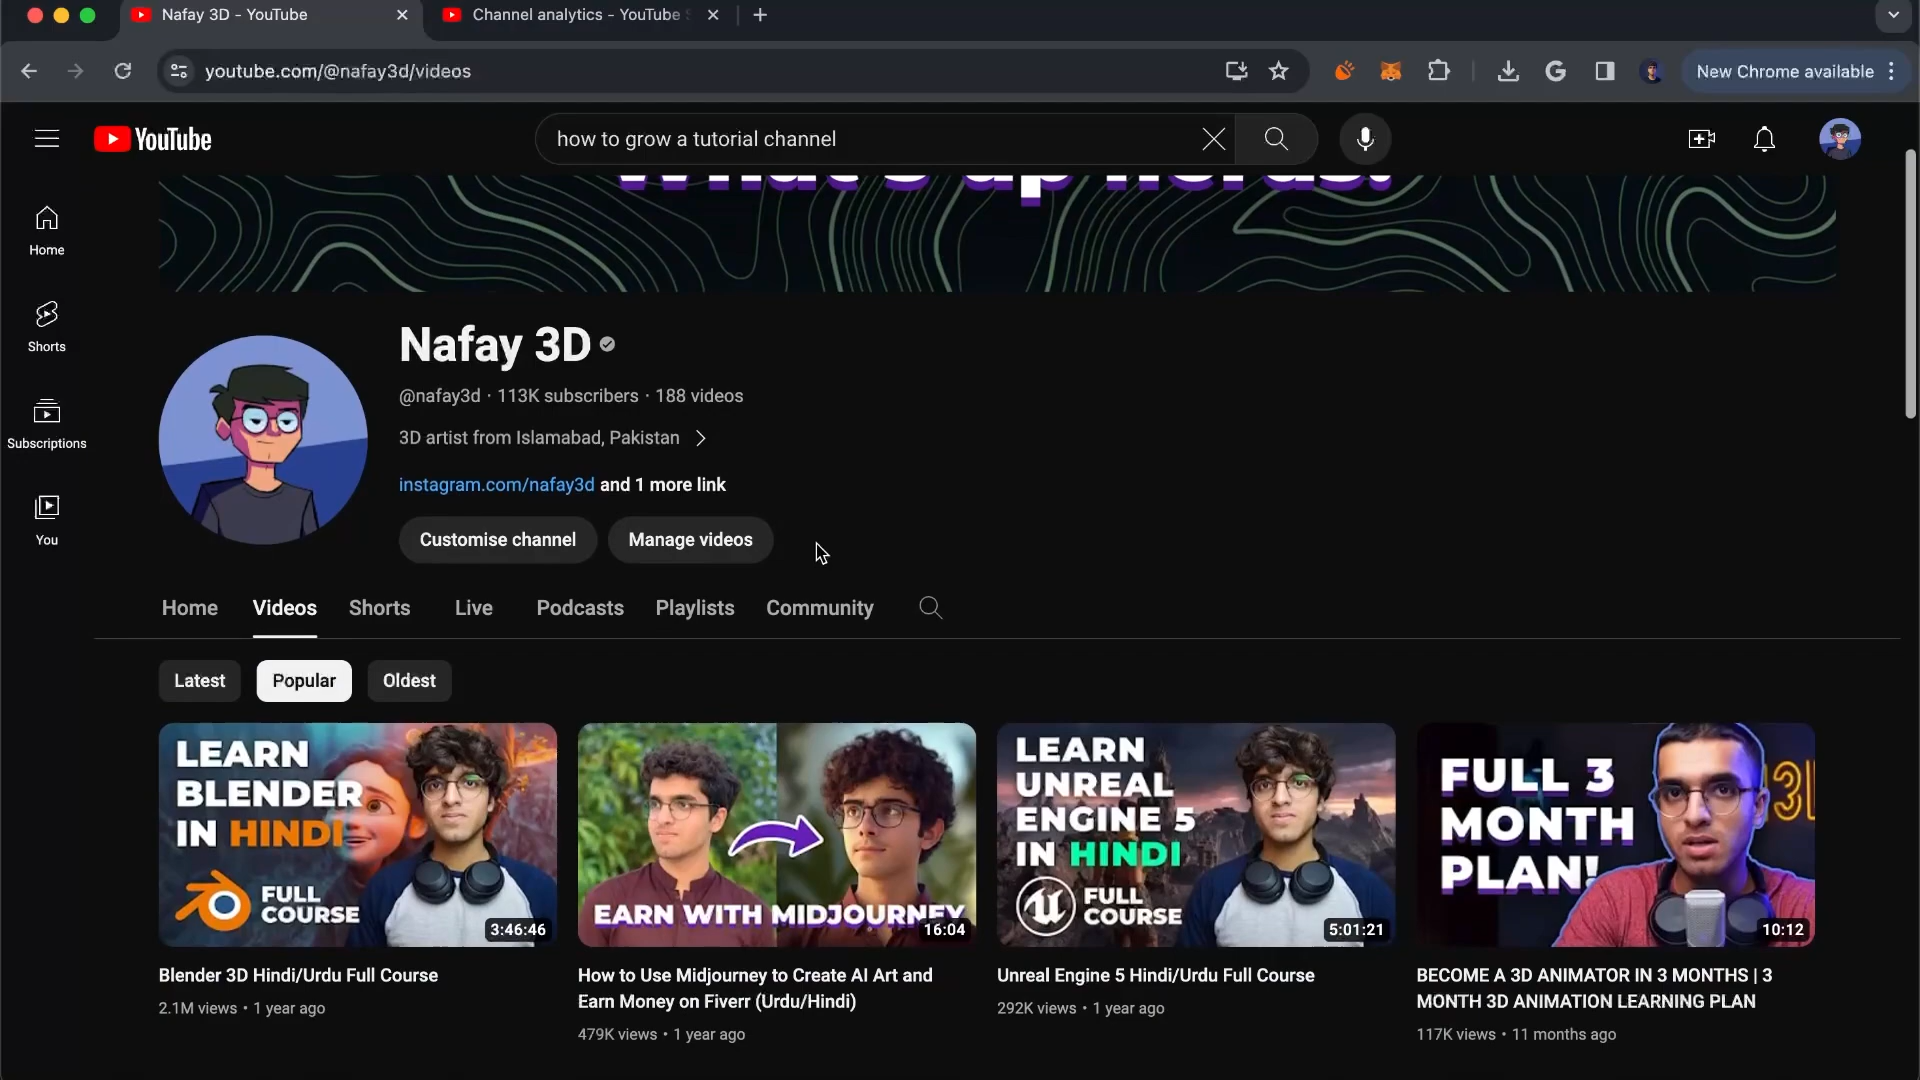 Nafay 3D - YouTube
Channel analytics - YouTube
youtube.com/@nafay3d/videos
New Chrome available
YouTube
how to grow a tutorial channel
What's up nerds!
Home
Shorts
Subscriptions
You
Nafay 3D
@nafay3d · 113K subscribers · 188 videos
3D artist from Islamabad, Pakistan
instagram.com/nafay3d and 1 more link
Customise channel
Manage videos
Home Videos Shorts Live Podcasts Playlists Community
Latest Popular Oldest
LEARN
BLENDER
IN HINDI
FULL
COURSE
3:46:46
Blender 3D Hindi/Urdu Full Course
2.1M views • 1 year ago
EARN WITH MIDJOURNEY
16:04
How to Use Midjourney to Create AI Art and
Earn Money on Fiverr (Urdu/Hindi)
479K views • 1 year ago
LEARN
UNREAL
ENGINE 5
IN HINDI
FULL
COURSE
5:01:21
Unreal Engine 5 Hindi/Urdu Full Course
292K views • 1 year ago
FULL 3
MONTH
PLAN!
10:12
BECOME A 3D ANIMATOR IN 3 MONTHS | 3
MONTH 3D ANIMATION LEARNING PLAN
117K views • 11 months ago